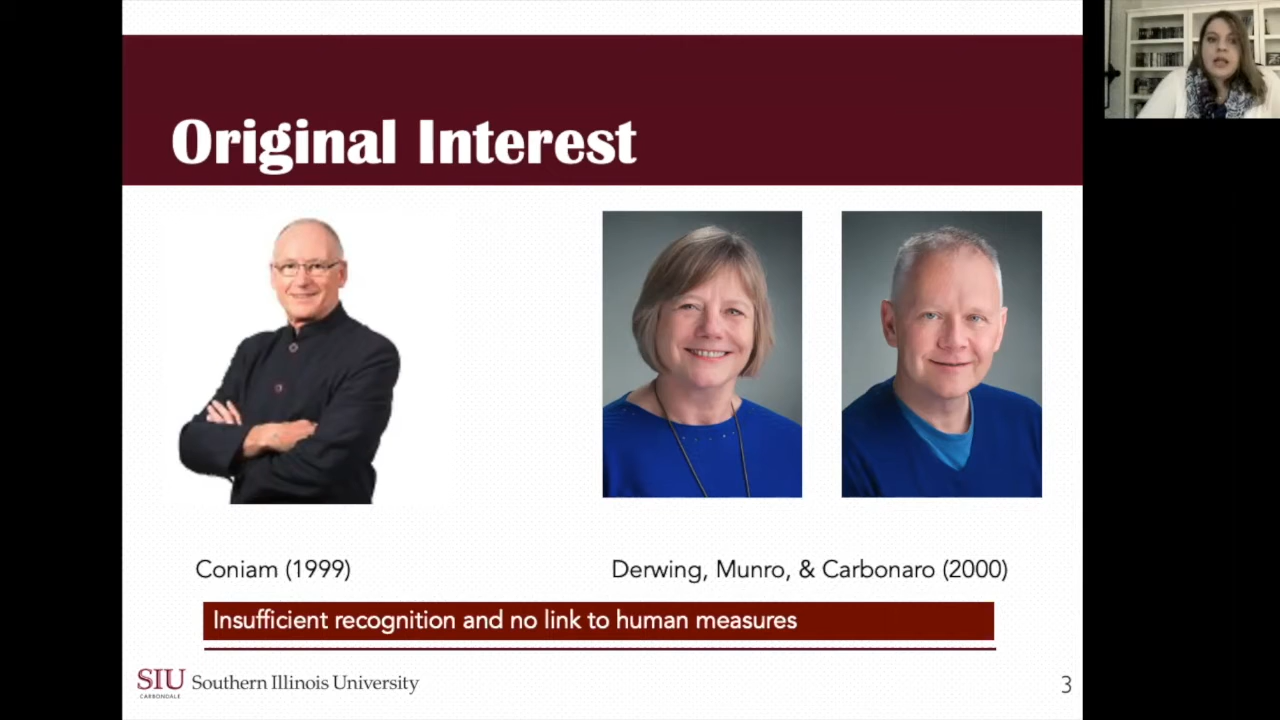 Original Interest
Coniam (1999)
Derwing, Munro, & Carbonaro (2000)
Insufficient recognition and no link to human measures
SIU Southern Illinois University
CARBONDALE
3